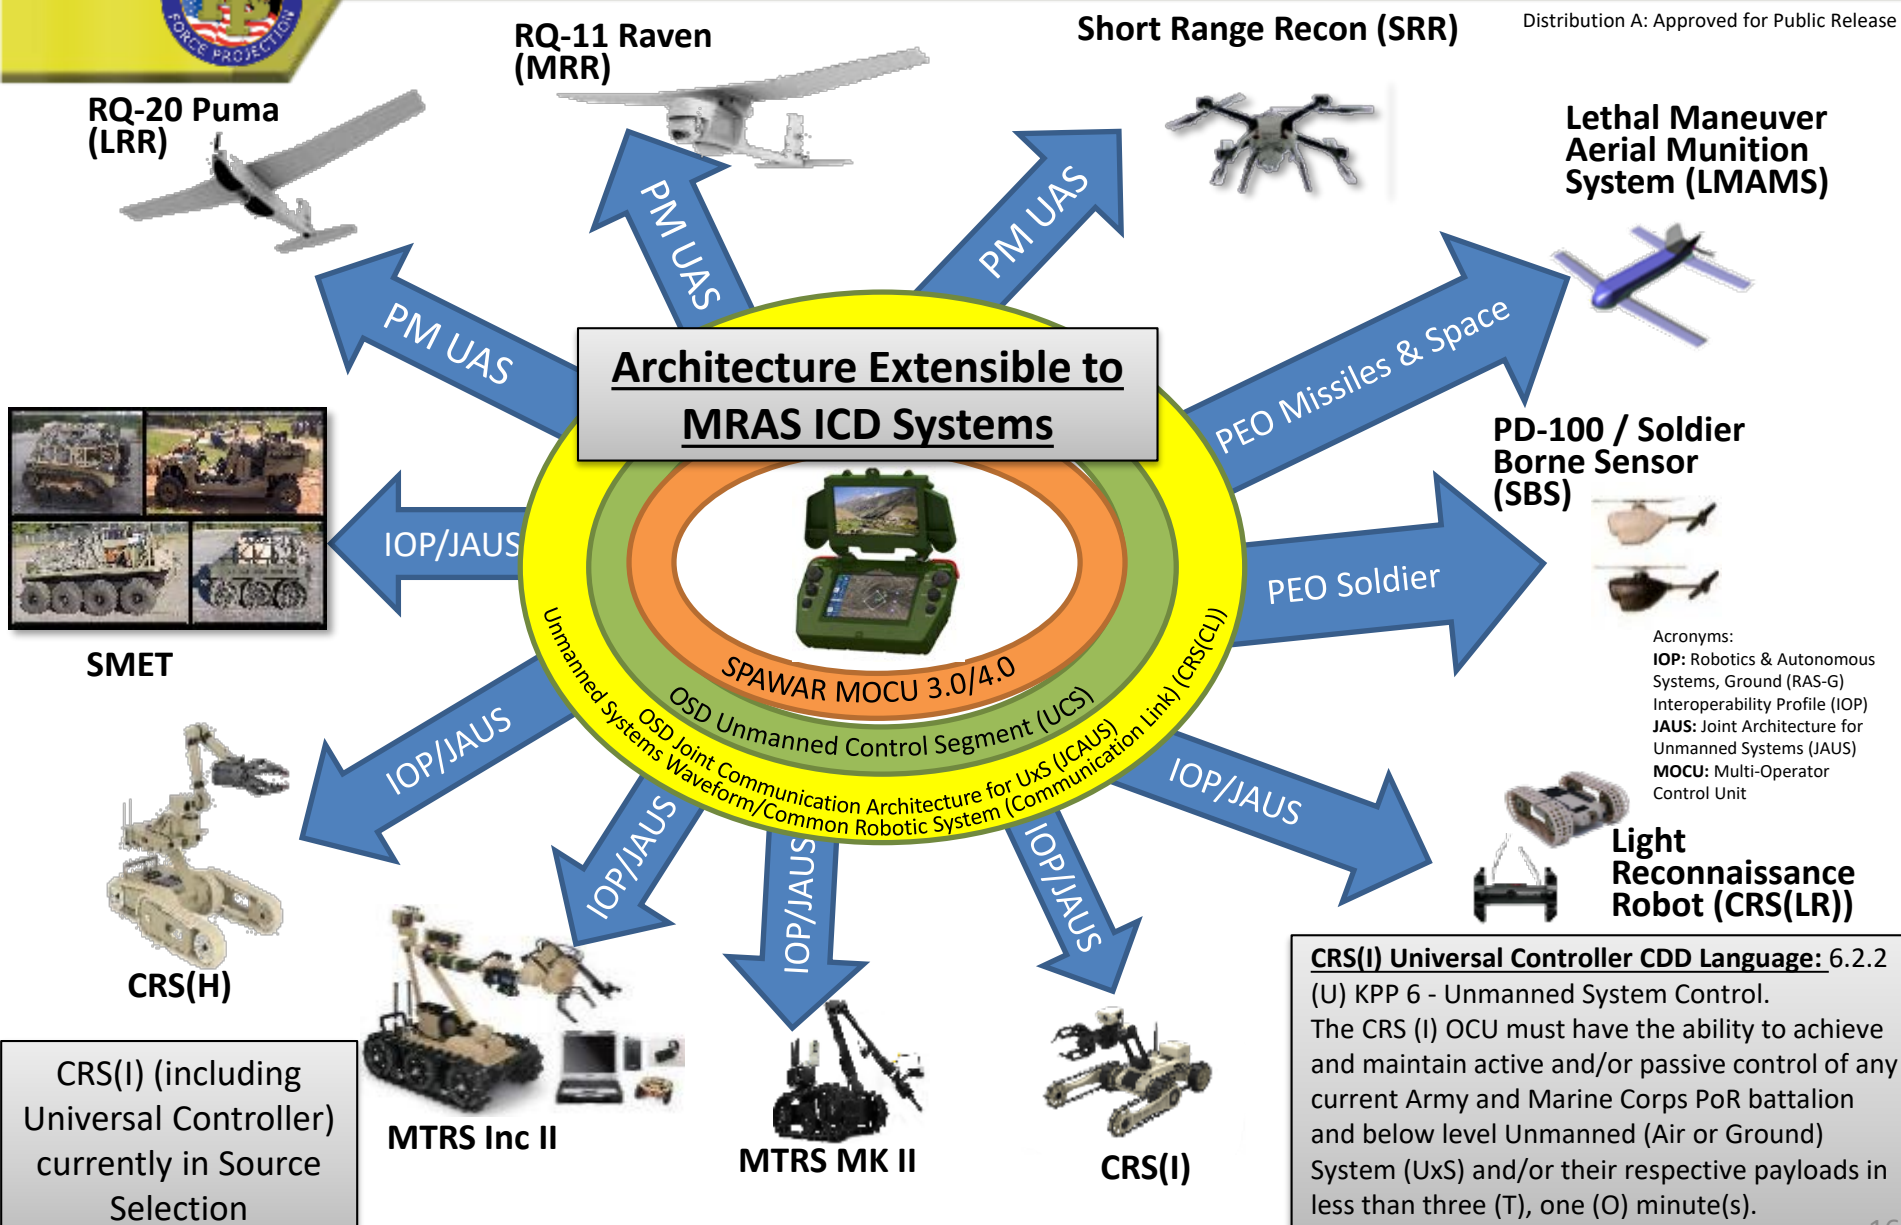 FORCE PROJECTION
Distribution A: Approved for Public Release
RQ-11 Raven
(MRR)
Short Range Recon (SRR)
RQ-20 Puma
(LRR)
Lethal Maneuver
Aerial Munition
System (LMAMS)
PM UAS
PM UAS
PM UAS
PEO Missiles & Space
Architecture Extensible to
MRAS ICD Systems
PD-100 / Soldier
Borne Sensor
(SBS)
IOP/JAUS
PEO Soldier
SMET
SPAWAR MOCU 3.0/4.0
OSD Unmanned Control Segment (UCS)
OSD Joint Communication Architecture for UxS (JCAUS)
Unmanned Systems Waveform/Common Robotic System (Communication Link) (CRS(CL))
Acronyms:
IOP: Robotics & Autonomous
Systems, Ground (RAS-G)
Interoperability Profile (IOP)
JAUS: Joint Architecture for
Unmanned Systems (JAUS)
MOCU: Multi-Operator
Control Unit
IOP/JAUS
IOP/JAUS
IOP/JAUS
IOP/JAUS
IOP/JAUS
Light
Reconnaissance
Robot (CRS(LR))
CRS(H)
MTRS Inc II
MTRS MK II
CRS(I)
CRS(I) (including
Universal Controller)
currently in Source
Selection
CRS(I) Universal Controller CDD Language: 6.2.2
(U) KPP 6 - Unmanned System Control.
The CRS (I) OCU must have the ability to achieve
and maintain active and/or passive control of any
current Army and Marine Corps PoR battalion
and below level Unmanned (Air or Ground)
System (UxS) and/or their respective payloads in
less than three (T), one (O) minute(s).